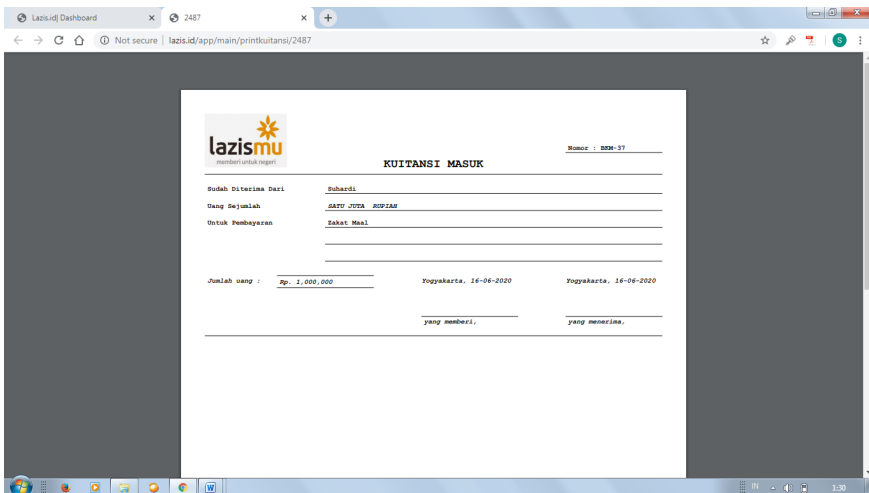 Lazis.id| Dashboard
2487
Not secure | lazis.id/app/main/printkuitansi/2487
S
lazismu
memberi untuk negeri
Nomor : BKM-37
KUITANSI MASUK
Sudah Diterima Dari Suhardi
Uang Sejumlah SATU JUTA RUPIAH
Untuk Pembayaran Zakat Maal
Jumlah uang : Rp. 1,000,000 Yogyakarta, 16-06-2020 Yogyakarta, 16-06-2020
yang memberi, yang menerima,
IN 1:30